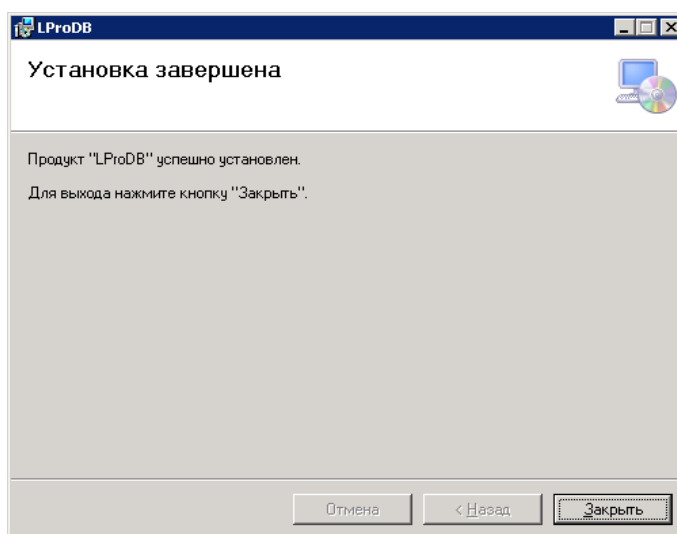 LProDB
Установка завершена
Продукт "LProDB" успешно установлен.
Для выхода нажмите кнопку "Закрыть".
Отмена
< Назад
Закрыть